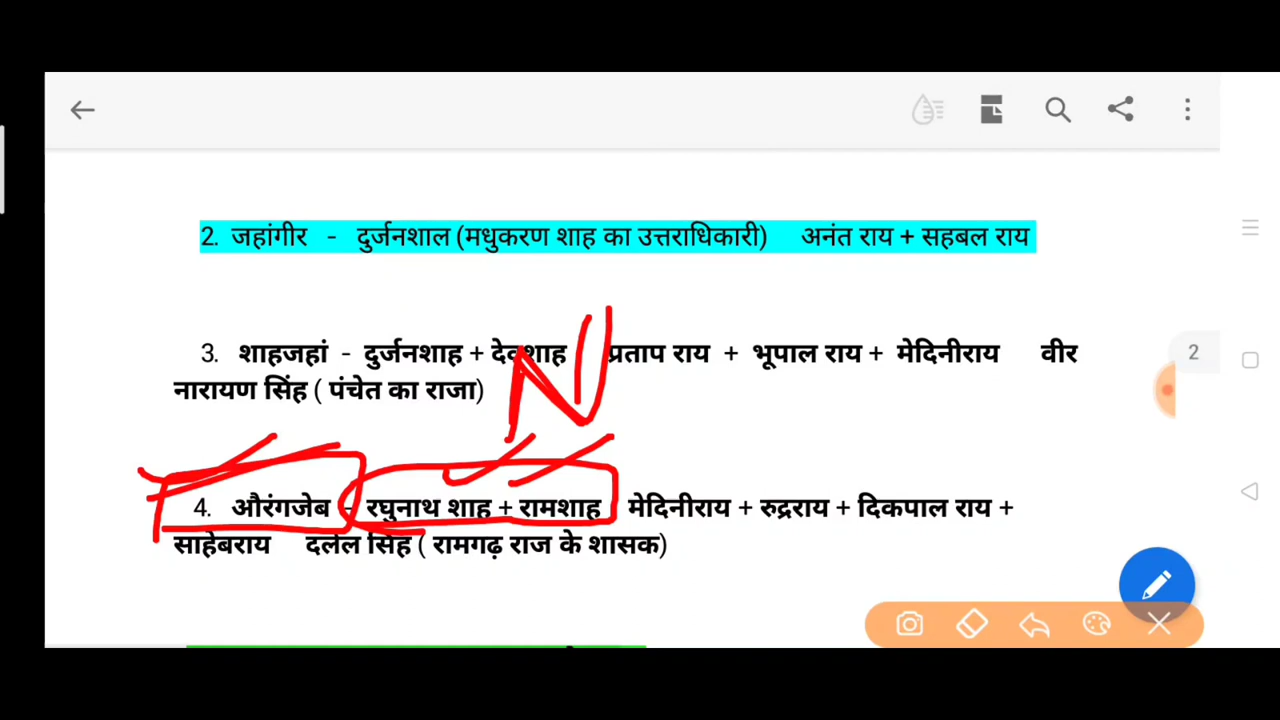 2. जहांगीर - दुर्जनशाल (मधुकरण शाह का उत्तराधिकारी) अनंत राय + सहबल राय
3. शाहजहां - दुर्जनशाह + देवशाह प्रताप राय + भूपाल राय + मेदिनीराय वीर
2
नारायण सिंह ( पंचेत का राजा)
N
4. औरंगजेब - रघुनाथ शाह + रामशाह मेदिनीराय + रुद्रराय + दिकपाल राय +
साहेबराय दलेल सिंह ( रामगढ़ राज के शासक)